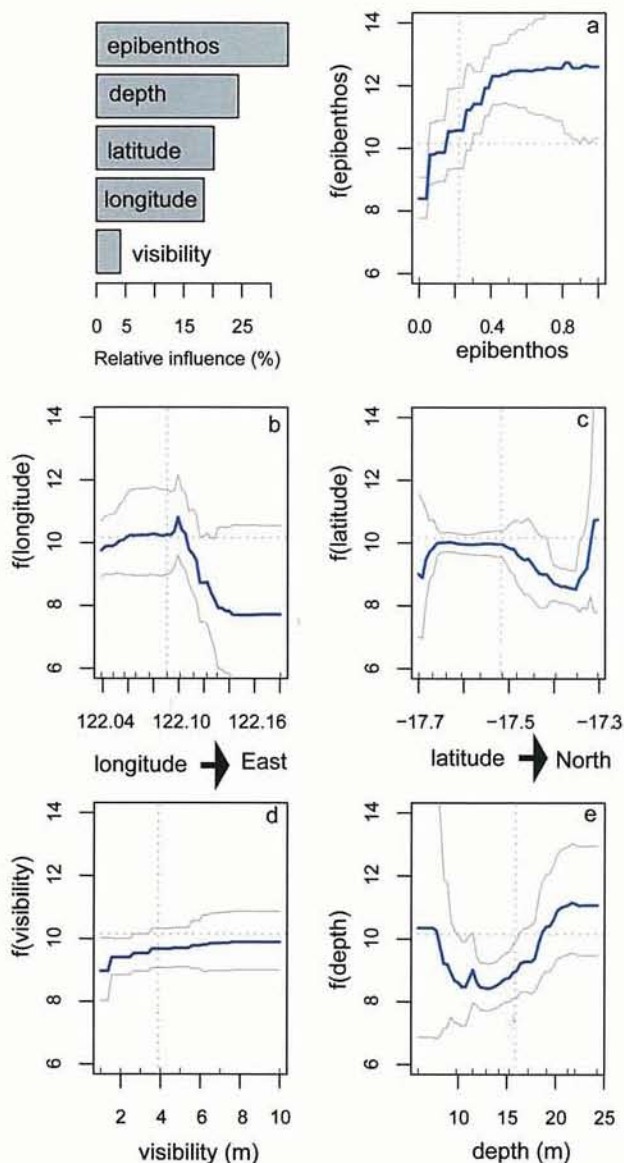 epibenthos
depth
latitude
longitude
visibility
0 5 15 25
Relative influence (%)
a
f(epibenthos)
14
12
10
8
6
0.0 0.4 0.8
epibenthos
b
f(longitude)
14
12
10
8
6
122.04 122.10 122.16
longitude East
c
f(latitude)
14
12
10
8
6
−17.7 −17.5 −17.3
latitude North
d
f(visibility)
14
12
10
8
6
2 4 6 8 10
visibility (m)
e
f(depth)
14
12
10
8
6
10 15 20 25
depth (m)